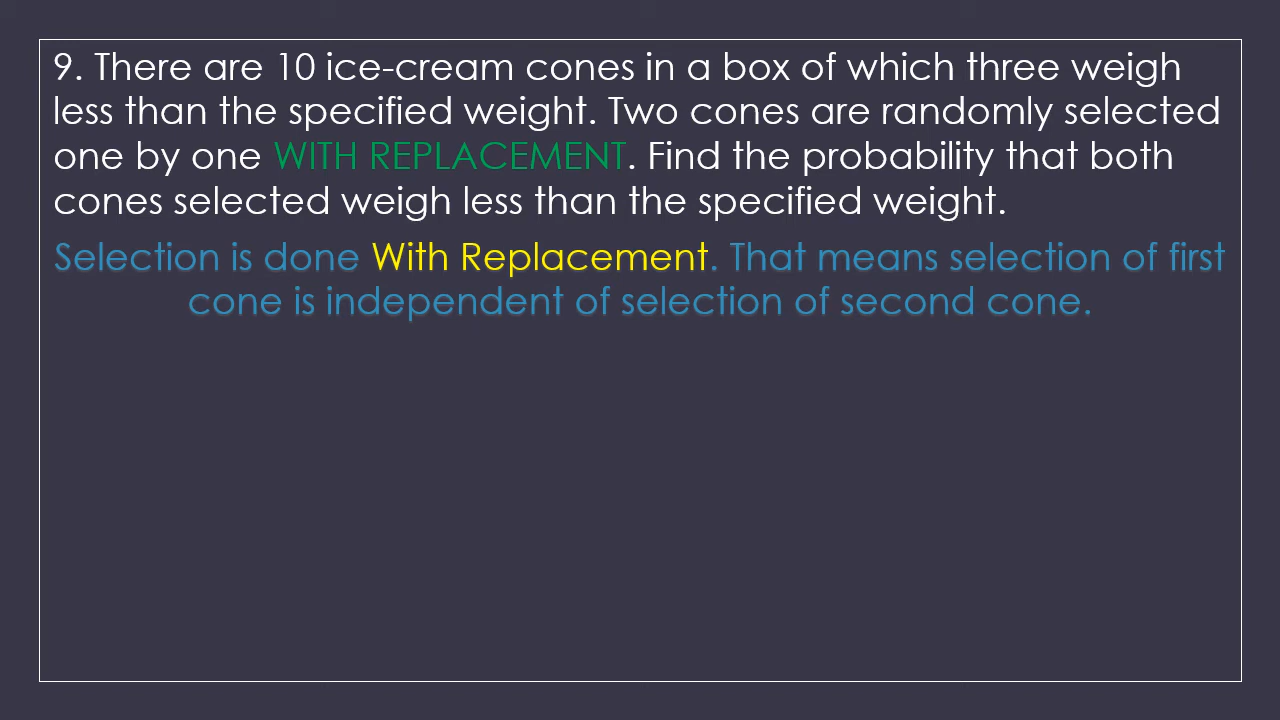 9. There are 10 ice-cream cones in a box of which three weigh
less than the specified weight. Two cones are randomly selected
one by one WITH REPLACEMENT. Find the probability that both
cones selected weigh less than the specified weight.
Selection is done With Replacement. That means selection of first
cone is independent of selection of second cone.